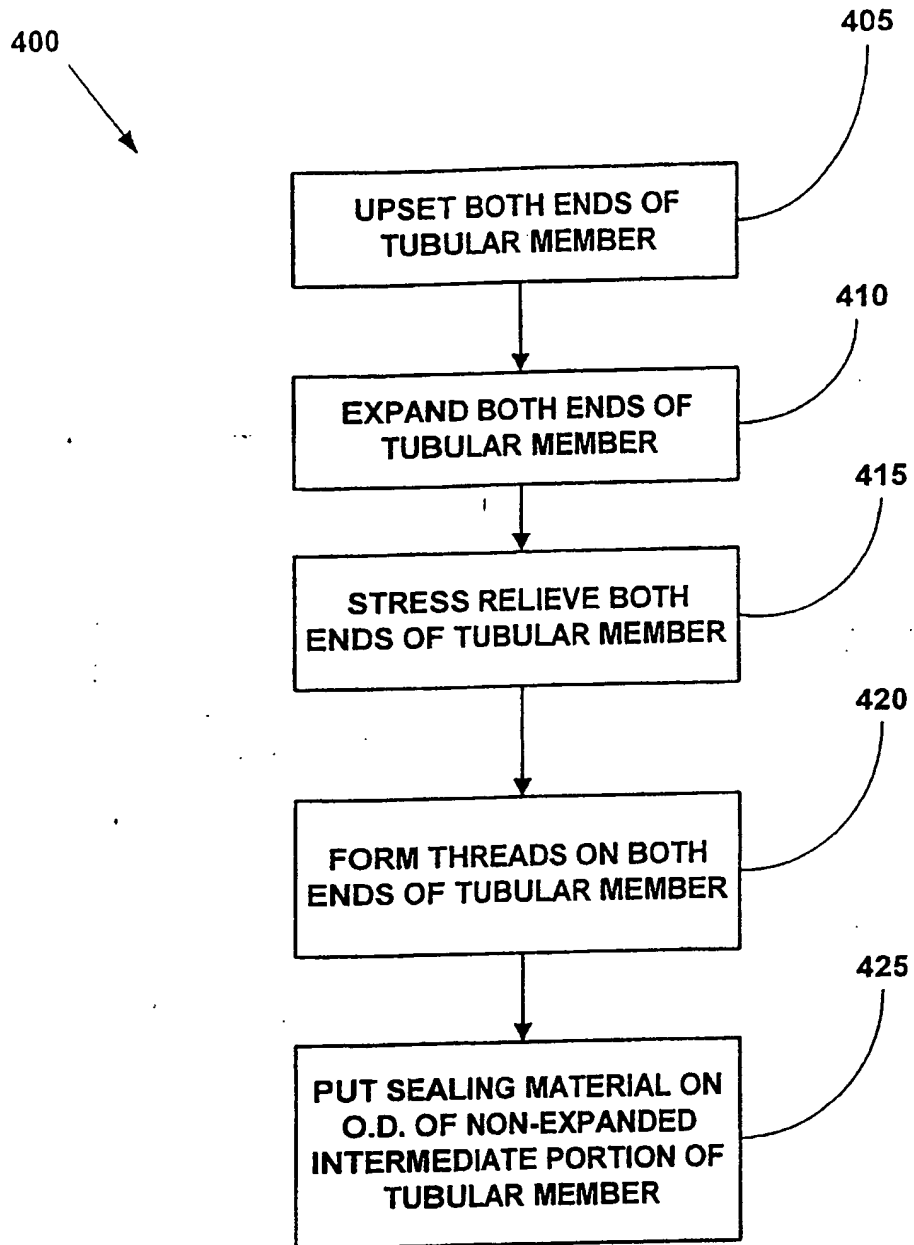 400
405
UPSET BOTH ENDS OF
TUBULAR MEMBER
410
EXPAND BOTH ENDS OF
TUBULAR MEMBER
415
STRESS RELIEVE BOTH
ENDS OF TUBULAR MEMBER
420
FORM THREADS ON BOTH
ENDS OF TUBULAR MEMBER
425
PUT SEALING MATERIAL ON
O.D. OF NON-EXPANDED
INTERMEDIATE PORTION OF
TUBULAR MEMBER